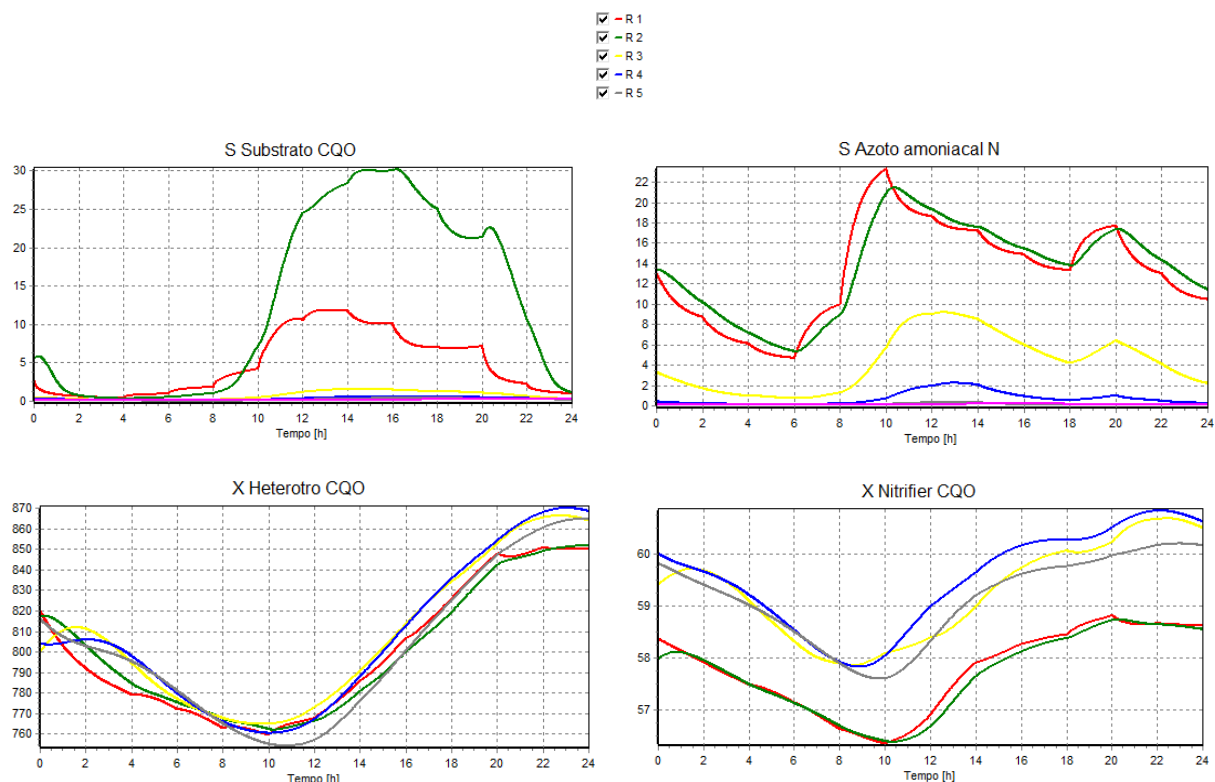 R 1
R 2
R 3
R 4
R 5
S Substrato CQO
30
25
20
15
10
5
0
0 2 4 6 8 10 12 14 16 18 20 22 24
Tempo [h]
S Azoto amoniacal N
22
20
18
16
14
12
10
8
6
4
2
0
0 2 4 6 8 10 12 14 16 18 20 22 24
Tempo [h]
X Heterotro CQO
870
860
850
840
830
820
810
800
790
780
770
760
0 2 4 6 8 10 12 14 16 18 20 22 24
Tempo [h]
X Nitrifier CQO
60
59
58
57
0 2 4 6 8 10 12 14 16 18 20 22 24
Tempo [h]